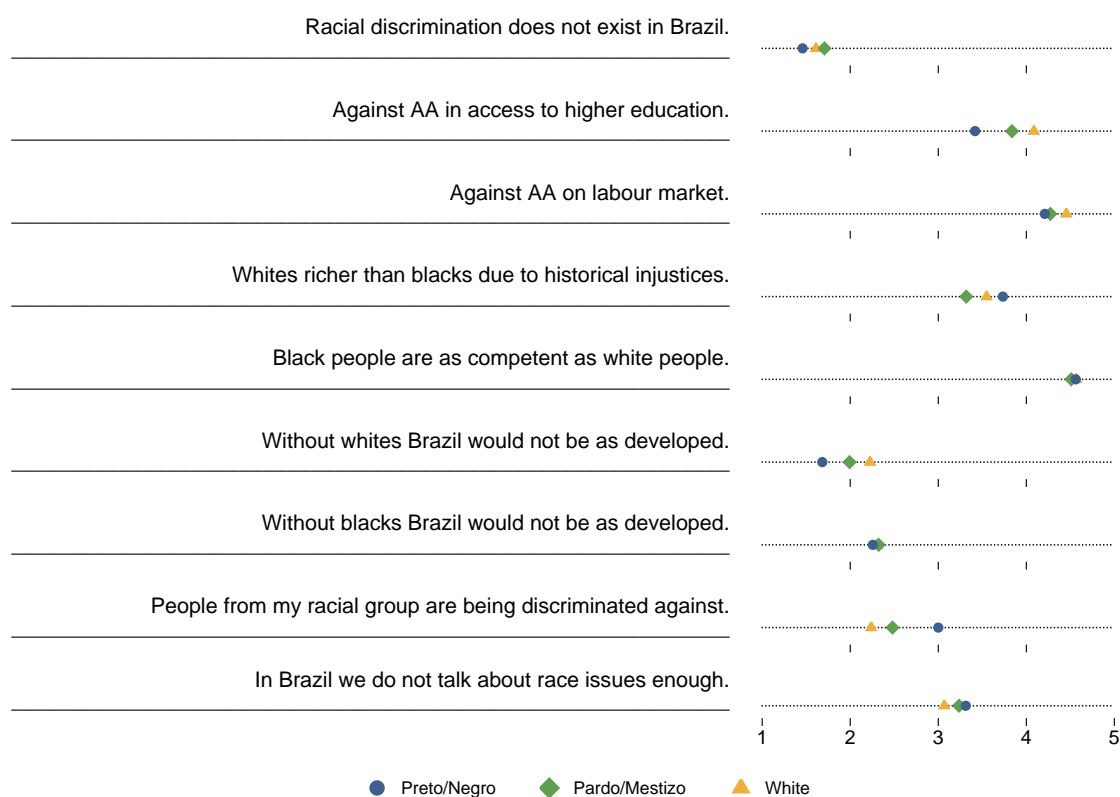 Racial discrimination does not exist in Brazil.
Against AA in access to higher education.
Against AA on labour market.
Whites richer than blacks due to historical injustices.
Black people are as competent as white people.
Without whites Brazil would not be as developed.
Without blacks Brazil would not be as developed.
People from my racial group are being discriminated against.
In Brazil we do not talk about race issues enough.
1 2 3 4 5
Preto/Negro Pardo/Mestizo White